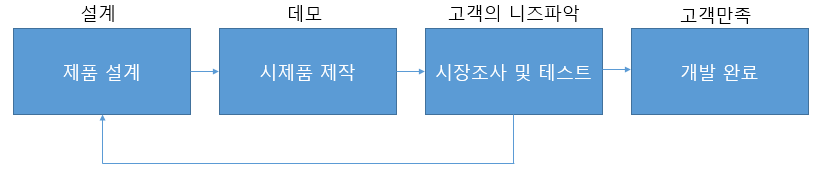 설계
데모
고객의 니즈파악
고객만족
제품 설계
시제품 제작
시장조사 및 테스트
개발 완료